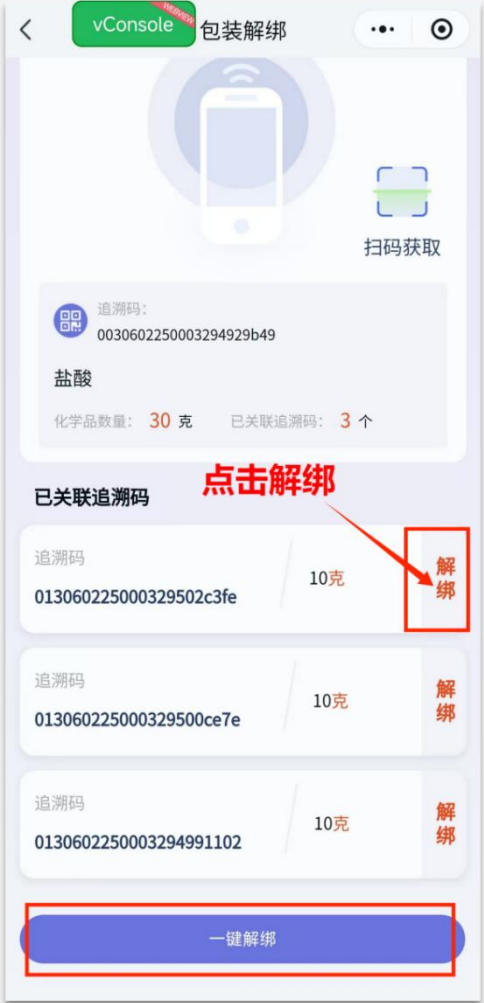 vConsole
WEBVIEW
包装解绑
扫码获取
追溯码：
0030602250003294929b49
盐酸
化学品数量： 30 克 已关联追溯码： 3 个
点击解绑
已关联追溯码
追溯码
013060225000329502c3fe
10克
解绑
追溯码
013060225000329500ce7e
10克
解绑
追溯码
0130602250003294991102
10克
解绑
一键解绑